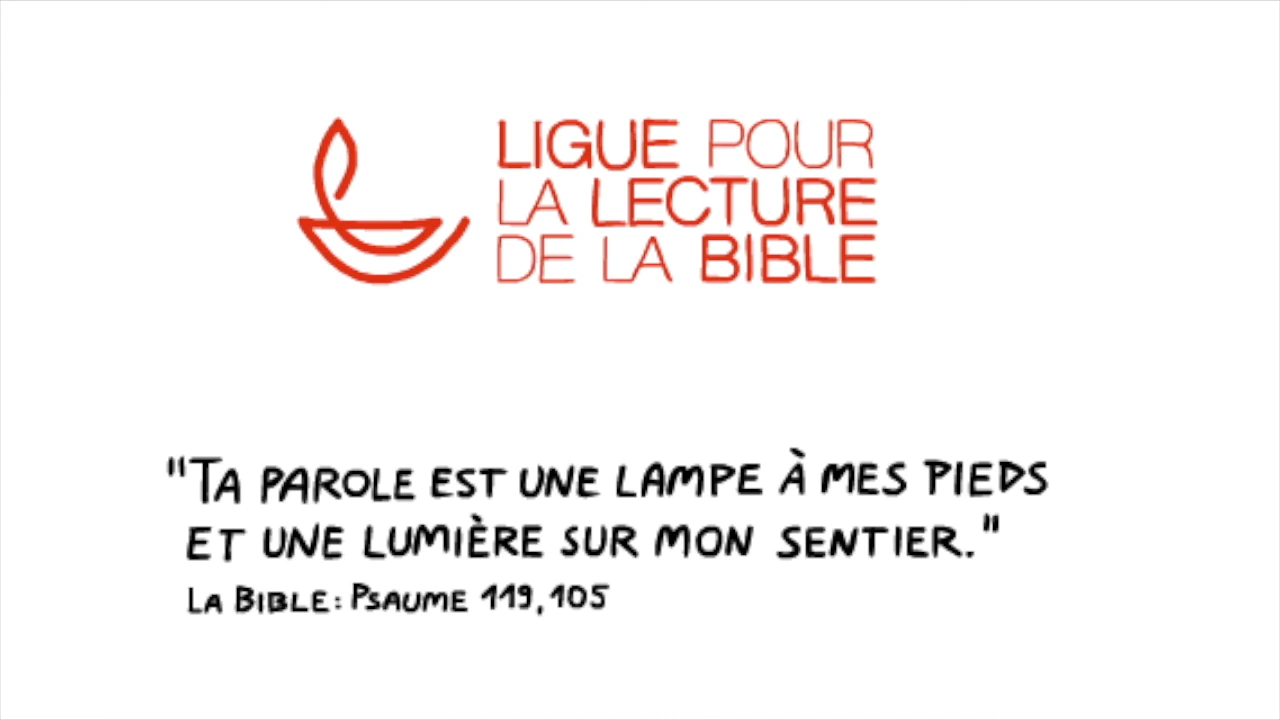 LIGUE POUR
LA LECTURE
DE LA BIBLE
"TA PAROLE EST UNE LAMPE À MES PIEDS
ET UNE LUMIÈRE SUR MON SENTIER."
LA BIBLE: PSAUME 119,105